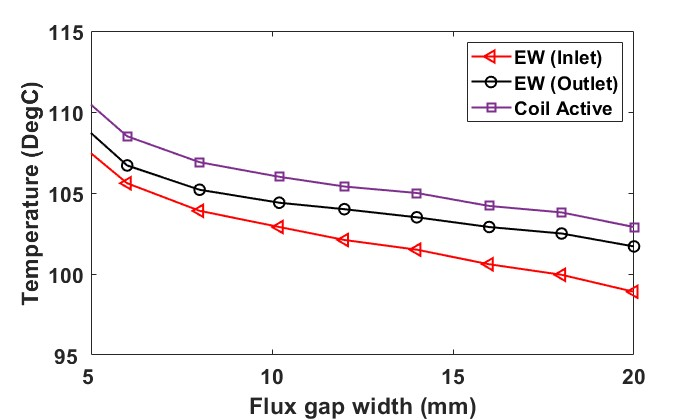 115
110
105
100
95
5
10
15
20
Temperature (DegC)
Flux gap width (mm)
EW (Inlet)
EW (Outlet)
Coil Active